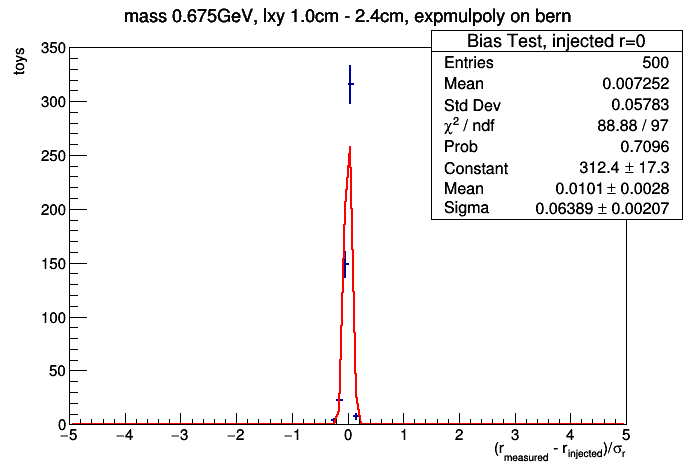 mass 0.675GeV, lxy 1.0cm - 2.4cm, expmulpoly on bern
Bias Test, injected r=0
Entries 500
Mean 0.007252
Std Dev 0.05783
χ² / ndf 88.88 / 97
Prob 0.7096
Constant 312.4 ± 17.3
Mean 0.0101 ± 0.0028
Sigma 0.06389 ± 0.00207
toys
350
300
250
200
150
100
50
0
−5 −4 −3 −2 −1 0 1 2 3 4 5
(r_measured - r_injected)/σ_r